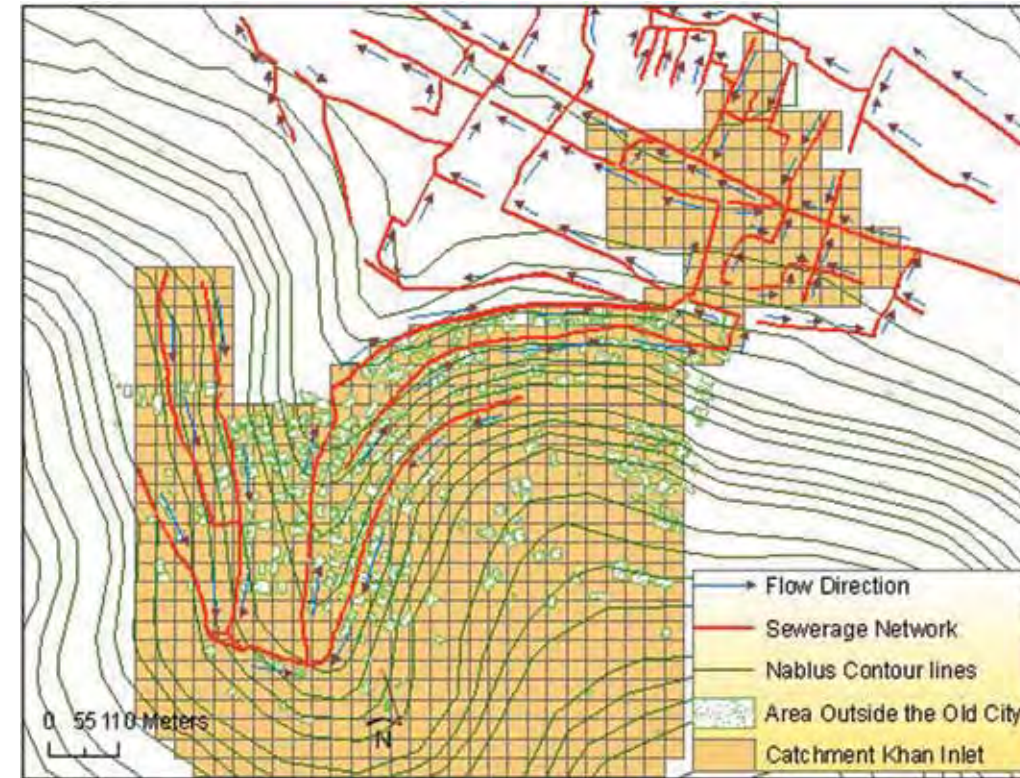 Flow Direction
Sewerage Network
Nablus Contour lines
Area Outside the Old City
Catchment Khan Inlet
0 55 110 Meters
N